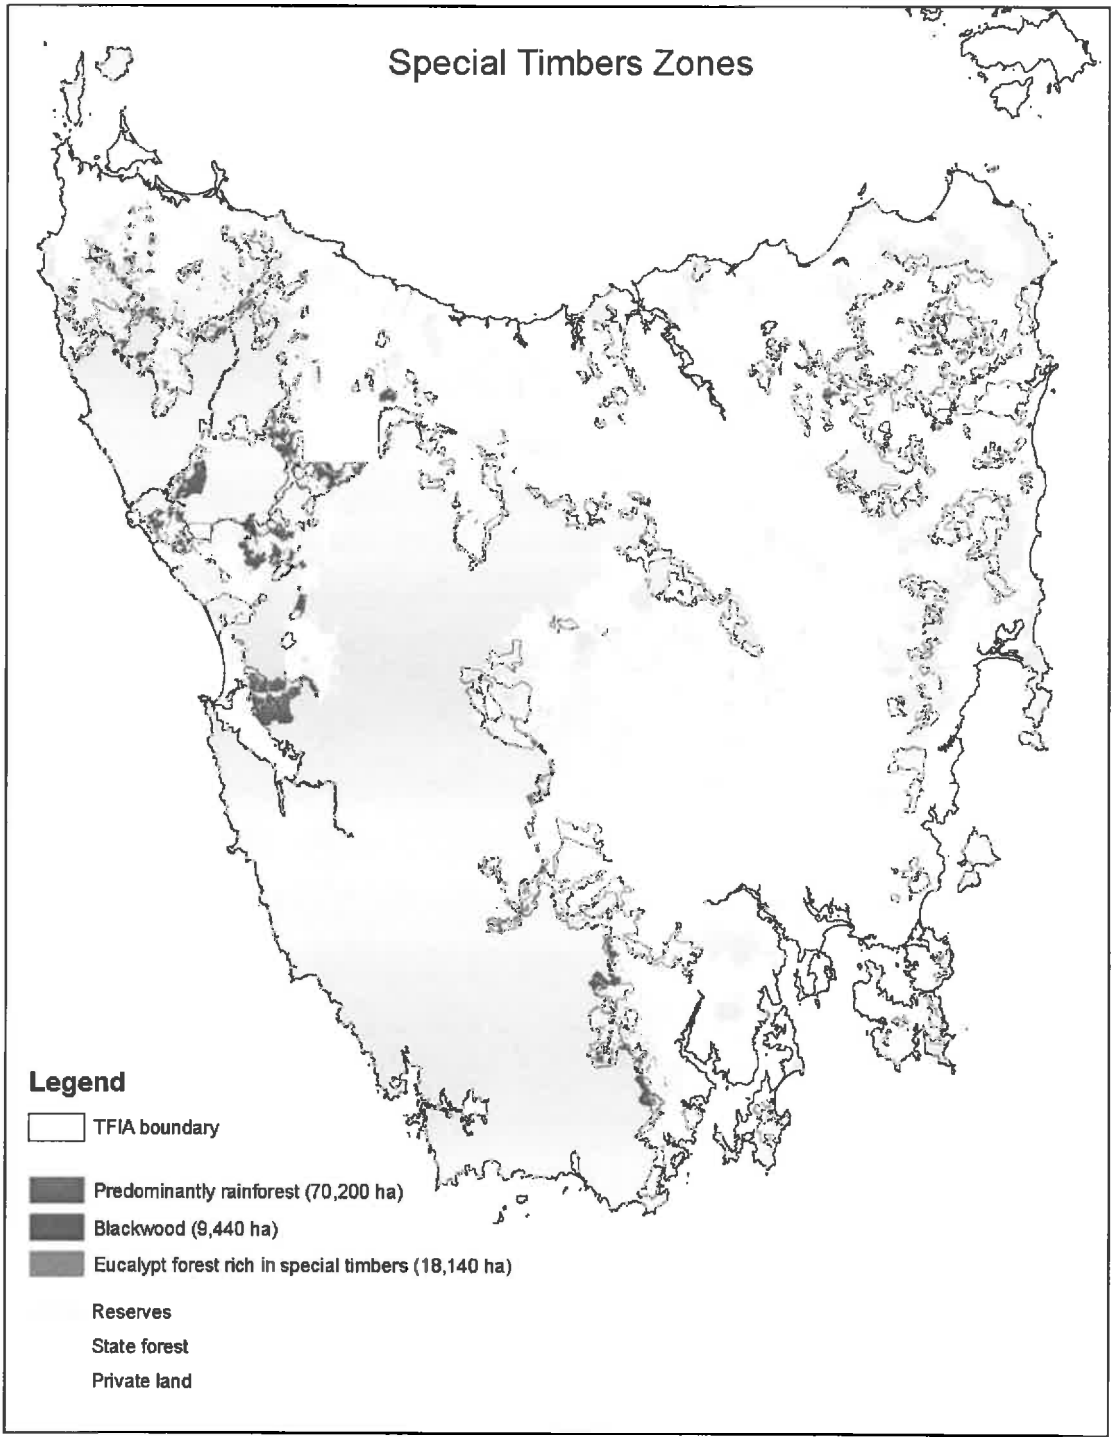 Special Timbers Zones
Legend
TFIA boundary
Predominantly rainforest (70,200 ha)
Blackwood (9,440 ha)
Eucalypt forest rich in special timbers (18,140 ha)
Reserves
State forest
Private land